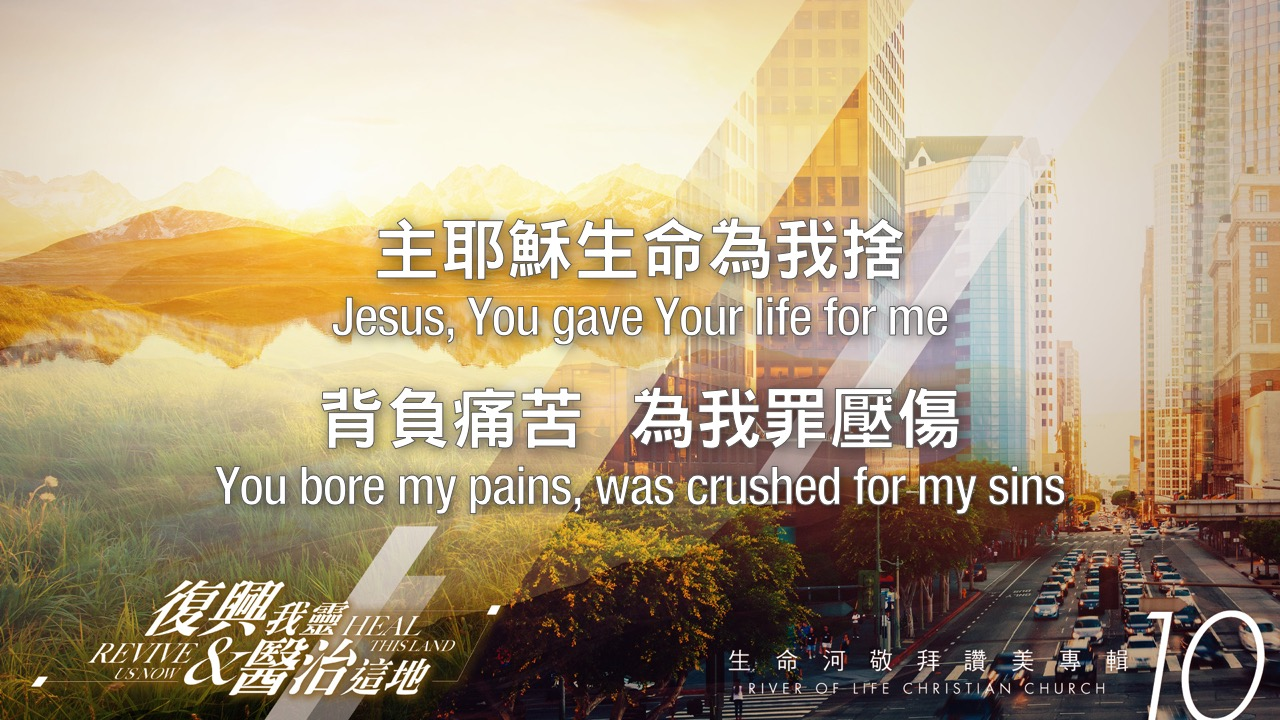 主耶穌生命為我捨
Jesus, You gave Your life for me
背負痛苦 為我罪壓傷
You bore my pains, was crushed for my sins
復興我靈 HEAL THIS LAND
REVIVE US NOW & 醫治這地
生命河敬拜讚美專輯 10
RIVER OF LIFE CHRISTIAN CHURCH